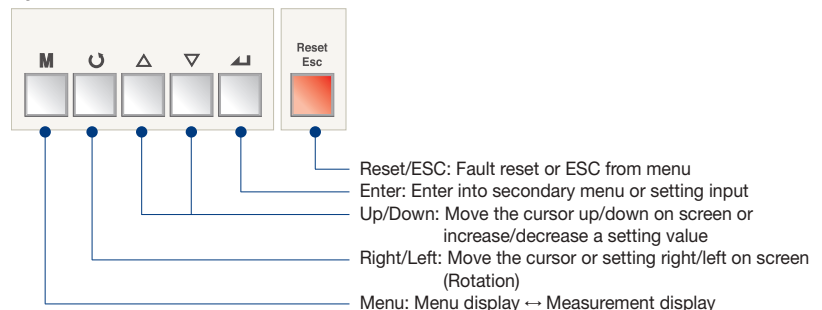 M
Reset
Esc
Reset/ESC: Fault reset or ESC from menu
Enter: Enter into secondary menu or setting input
Up/Down: Move the cursor up/down on screen or
increase/decrease a setting value
Right/Left: Move the cursor or setting right/left on screen
(Rotation)
Menu: Menu display ↔ Measurement display